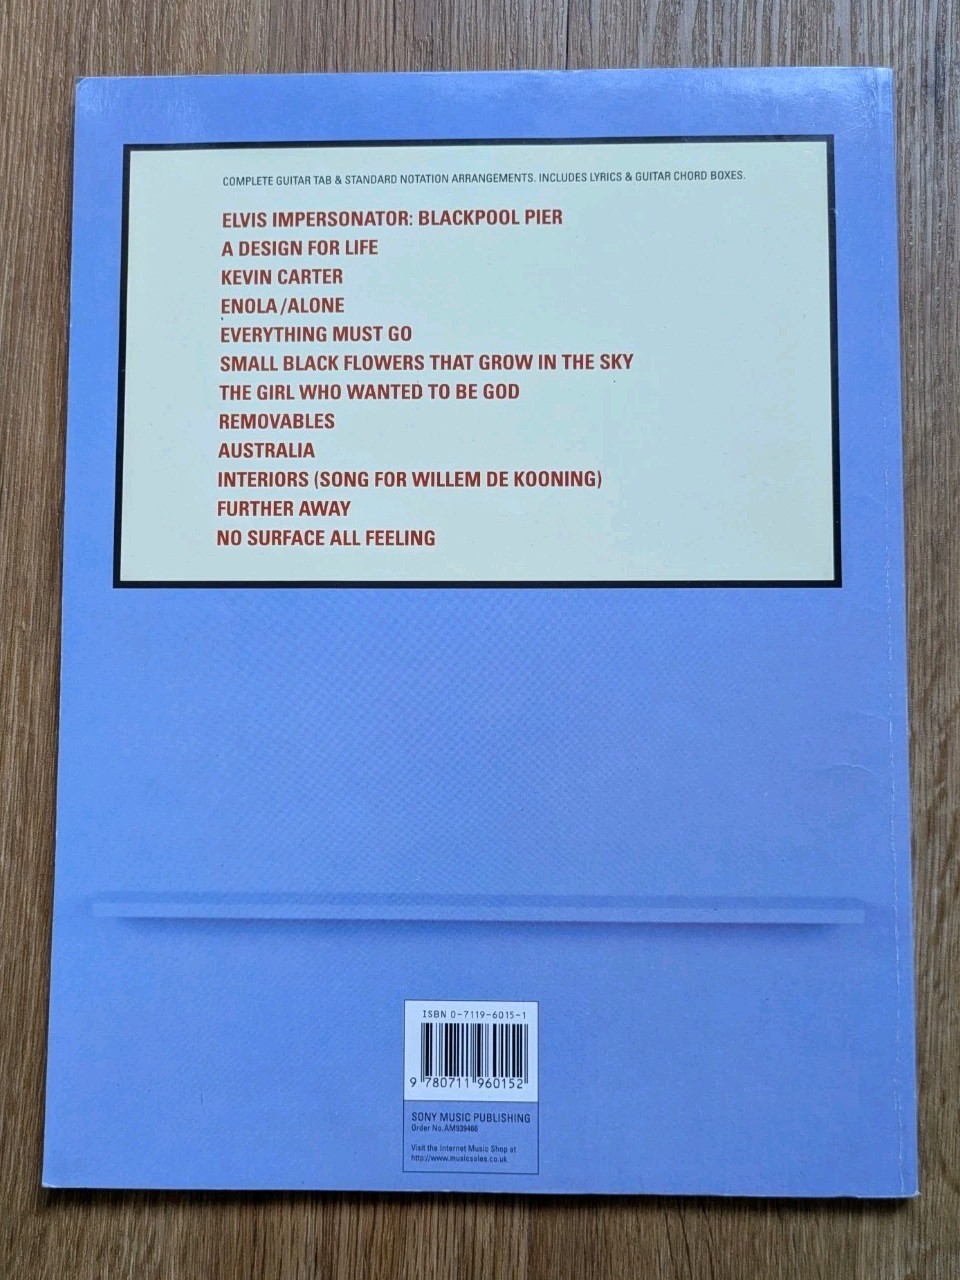 COMPLETE GUITAR TAB & STANDARD NOTATION ARRANGEMENTS. INCLUDES LYRICS & GUITAR CHORD BOXES.
ELVIS IMPERSONATOR: BLACKPOOL PIER
A DESIGN FOR LIFE
KEVIN CARTER
ENOLA/ALONE
EVERYTHING MUST GO
SMALL BLACK FLOWERS THAT GROW IN THE SKY
THE GIRL WHO WANTED TO BE GOD
REMOVABLES
AUSTRALIA
INTERIORS (SONG FOR WILLEM DE KOONING)
FURTHER AWAY
NO SURFACE ALL FEELING
ISBN 0-7119-6015-1
9 780711 960152
SONY MUSIC PUBLISHING
Order No. AM939466
Visit the Internet Music Shop at
http://www.musicsales.co.uk